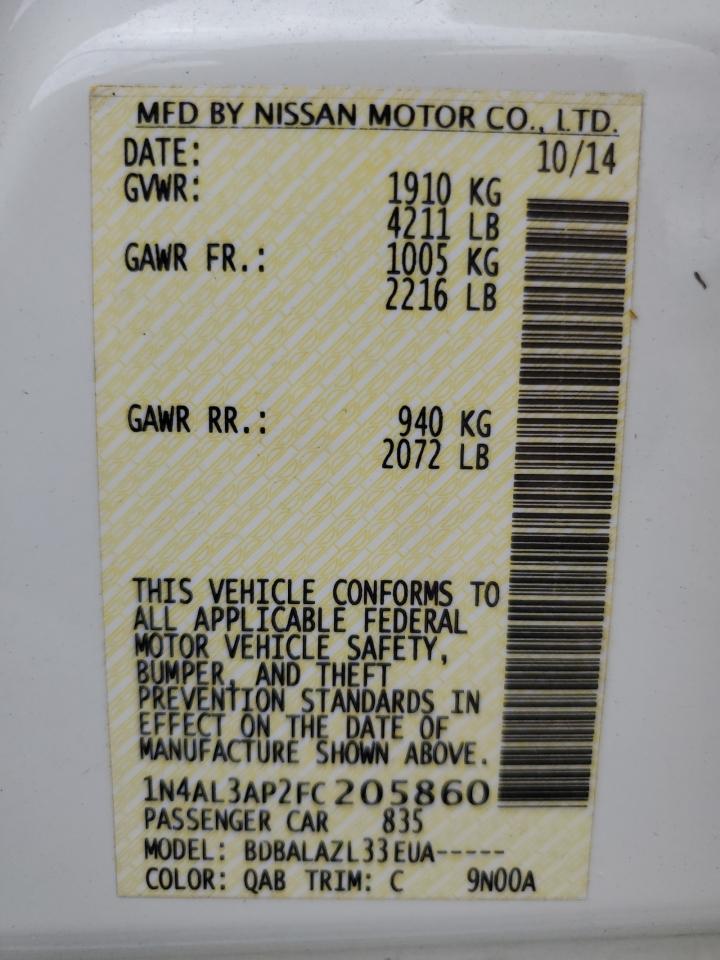 MFD BY NISSAN MOTOR CO., LTD.
DATE: 10/14
GVWR: 1910 KG
4211 LB
GAWR FR.: 1005 KG
2216 LB
GAWR RR.: 940 KG
2072 LB
THIS VEHICLE CONFORMS TO
ALL APPLICABLE FEDERAL
MOTOR VEHICLE SAFETY,
BUMPER, AND THEFT
PREVENTION STANDARDS IN
EFFECT ON THE DATE OF
MANUFACTURE SHOWN ABOVE.
1N4AL3AP2FC205860
PASSENGER CAR 835
MODEL: BDBALAZL33EUA-----
COLOR: QAB TRIM: C 9N00A